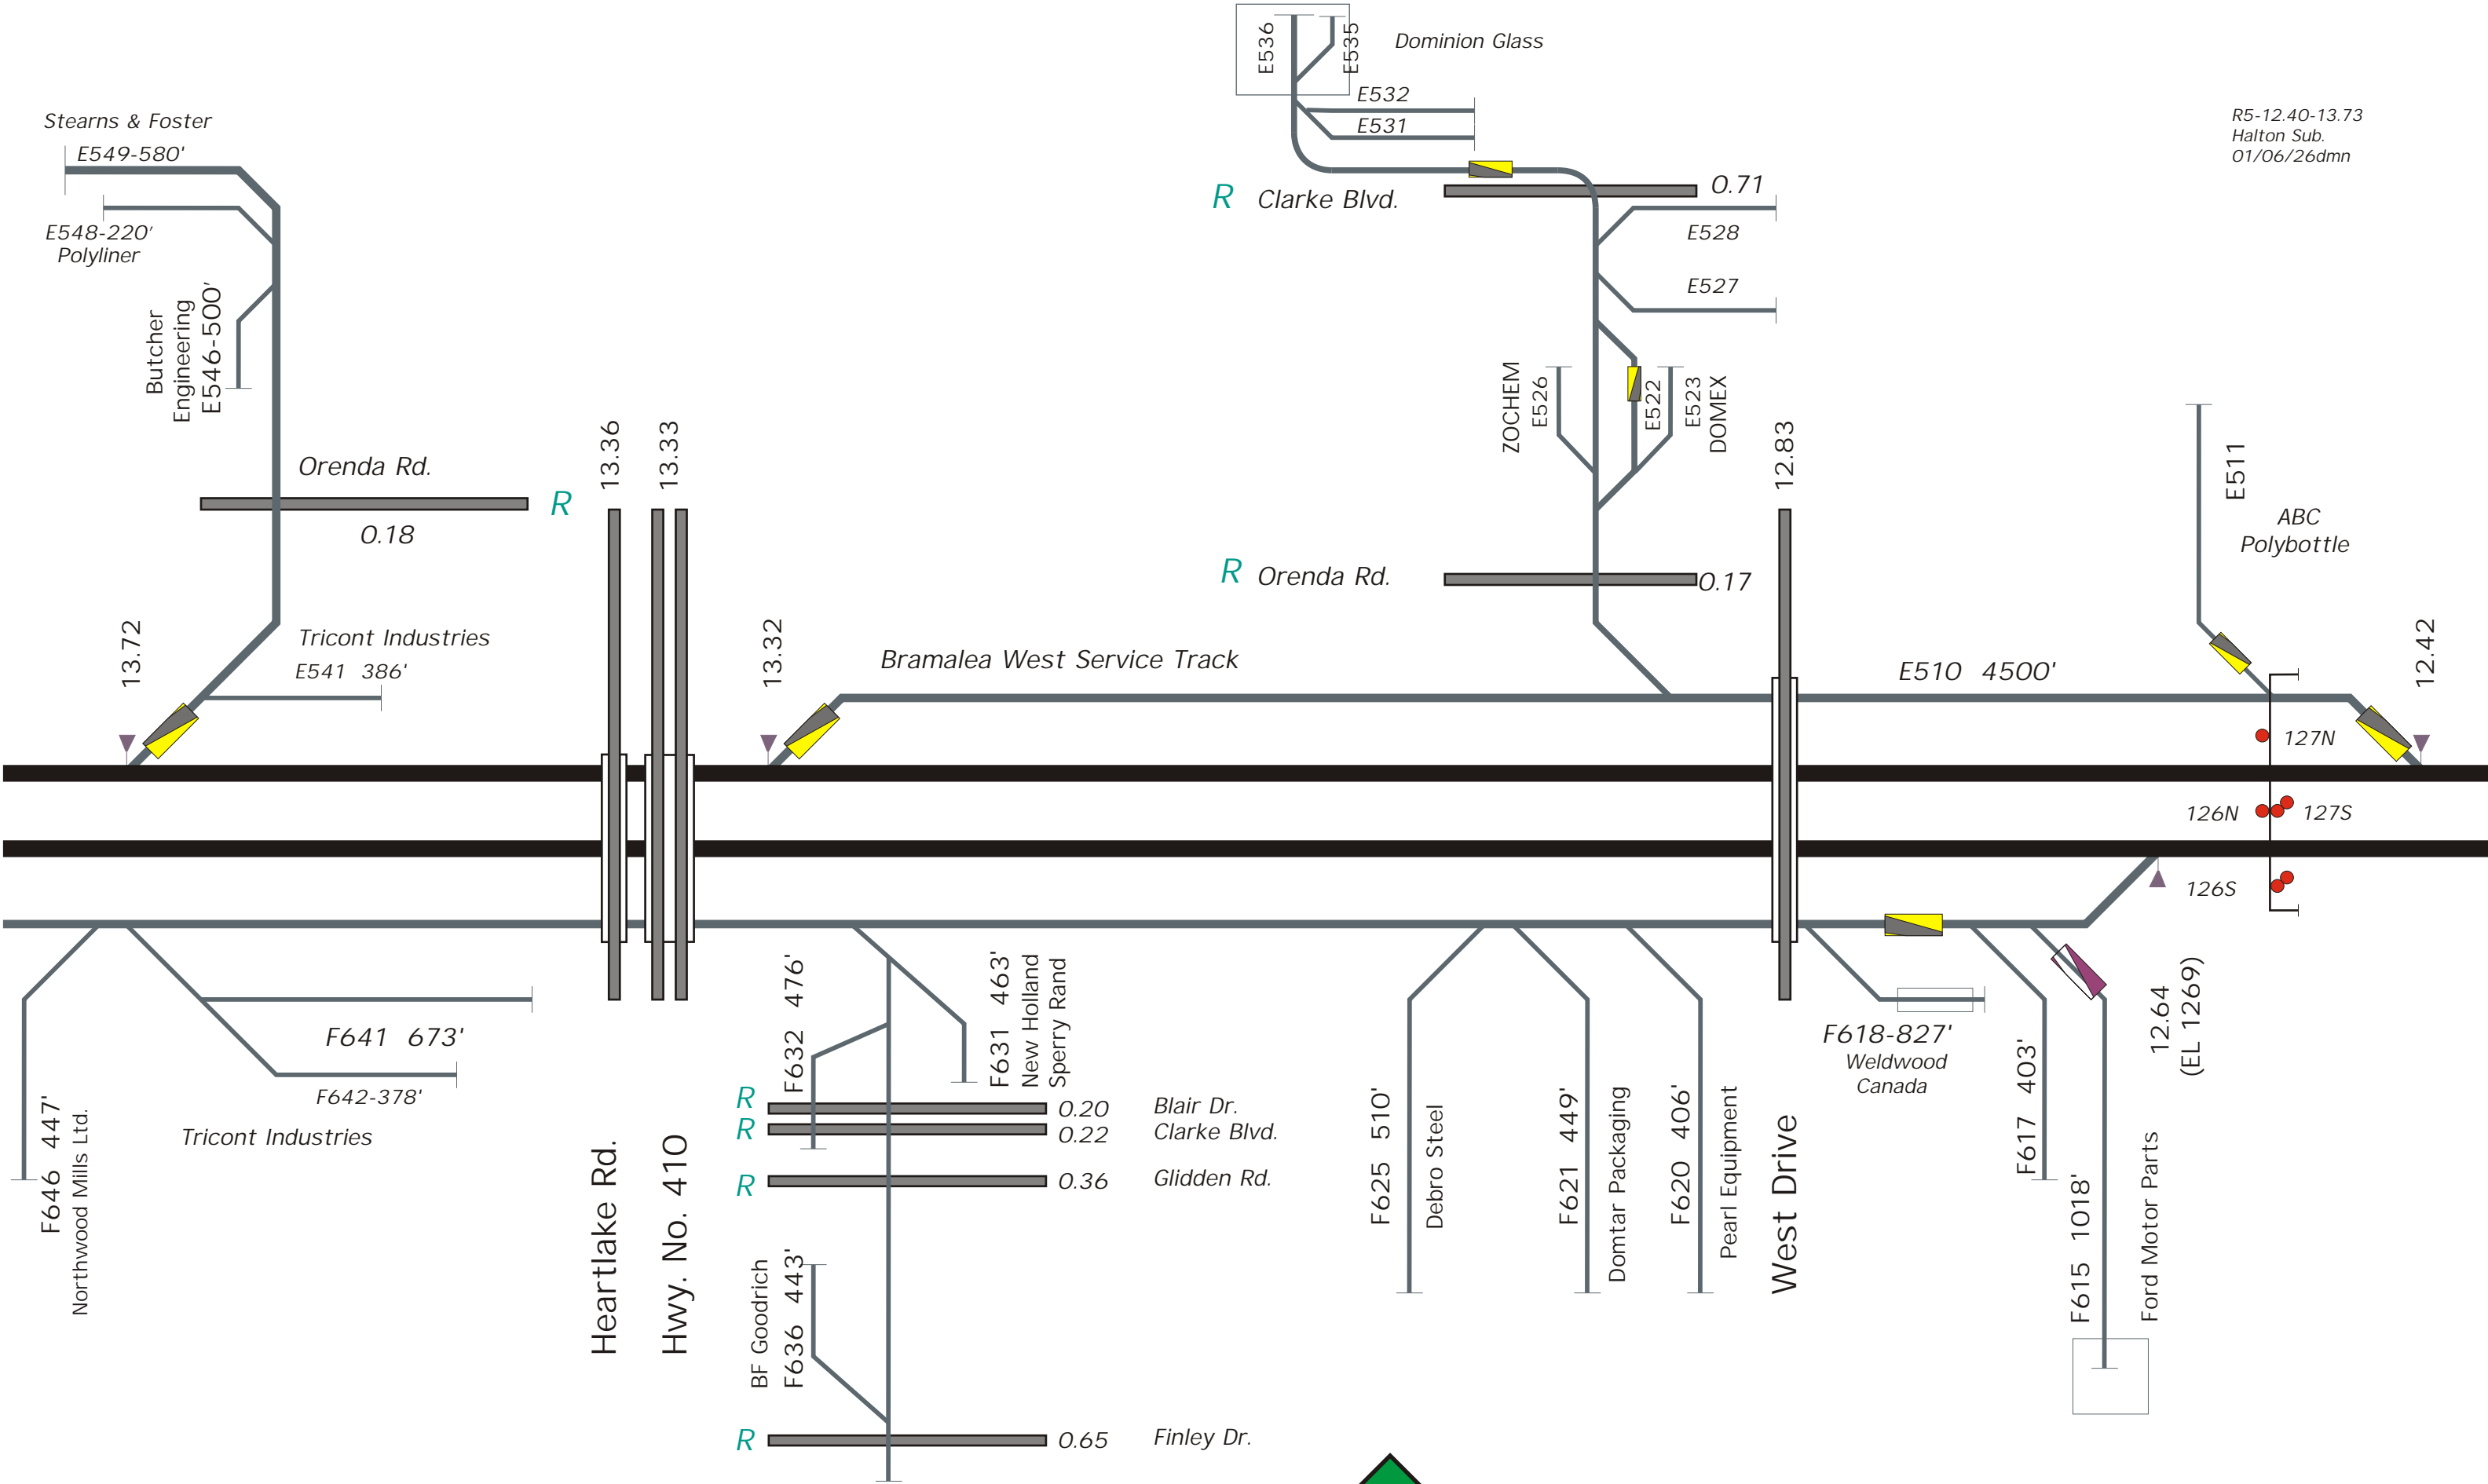 E536
E535
Dominion Glass
E532
E531
R5-12.40-13.73
Halton Sub.
01/06/26dmn
Stearns & Foster
E549-580'
E548-220'
Polyliner
R Clarke Blvd.
0.71
E528
E527
Butcher
Engineering
E546-500'
ZOCHEM
E526
E522
E523
DOMEX
Orenda Rd.
R
0.18
13.36
13.33
12.83
E511
ABC
Polybottle
R Orenda Rd.
0.17
13.72
Tricont Industries
E541 386'
13.32
Bramalea West Service Track
E510 4500'
12.42
127N
126N
127S
126S
F641 673'
F642-378'
Tricont Industries
F646 447'
Northwood Mills Ltd.
Heartlake Rd.
Hwy. No. 410
F632 476'
F631 463'
New Holland
Sperry Rand
R
0.20
Blair Dr.
R
0.22
Clarke Blvd.
R
0.36
Glidden Rd.
BF Goodrich
F636 443'
R
0.65
Finley Dr.
F625 510'
Debro Steel
F621 449'
Domtar Packaging
F620 406'
Pearl Equipment
West Drive
F618-827'
Weldwood
Canada
F617 403'
F615 1018'
Ford Motor Parts
12.64
(EL 1269)